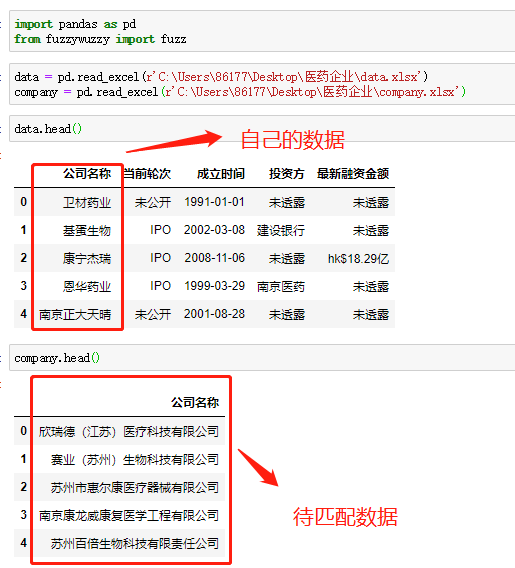 import pandas as pd
from fuzzywuzzy import fuzz
data = pd.read_excel(r'C:\Users\86177\Desktop\医药企业\data.xlsx')
company = pd.read_excel(r'C:\Users\86177\Desktop\医药企业\company.xlsx')
data.head()
自己的数据
公司名称 当前轮次 成立时间 投资方 最新融资金额
0 卫材药业 未公开 1991-01-01 未透露 未透露
1 基蛋生物 IPO 2002-03-08 建设银行 未透露
2 康宁杰瑞 IPO 2008-11-06 未透露 hk$18.29亿
3 恩华药业 IPO 1999-03-29 南京医药 未透露
4 南京正大天晴 未公开 2001-08-28 未透露 未透露
company.head()
公司名称
0 欣瑞德（江苏）医疗科技有限公司
1 赛业（苏州）生物科技有限公司
2 苏州市惠尔康医疗器械有限公司
3 南京康龙威康复医学工程有限公司
4 苏州百倍生物科技有限责任公司
待匹配数据